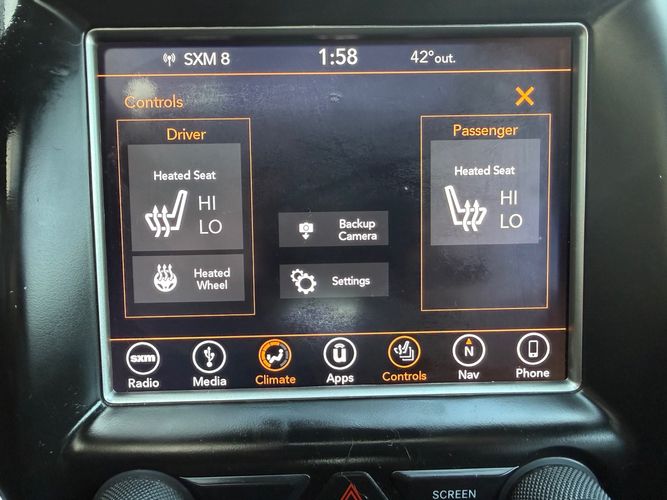 SXM 8 1:58 42°out.
Controls
Driver
Heated Seat
HI
LO
Heated
Wheel
Backup
Camera
Settings
Passenger
Heated Seat
HI
LO
sxm
Radio
Media
Climate
u
Apps
Controls
N
Nav
Phone
SCREEN